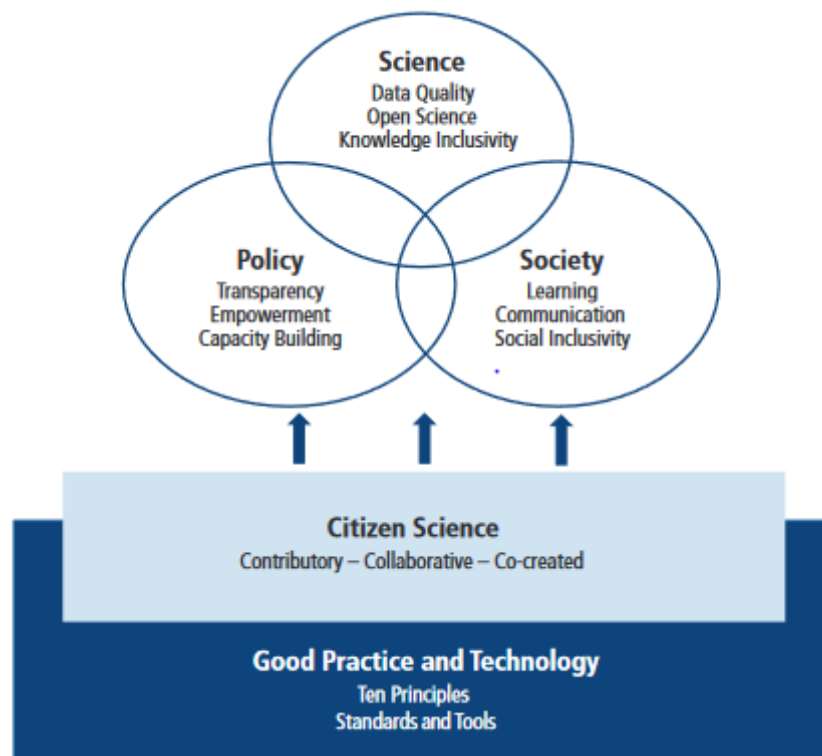 Science
Data Quality
Open Science
Knowledge Inclusivity
Policy
Transparency
Empowerment
Capacity Building
Society
Learning
Communication
Social Inclusivity
Citizen Science
Contributory – Collaborative – Co-created
Good Practice and Technology
Ten Principles
Standards and Tools